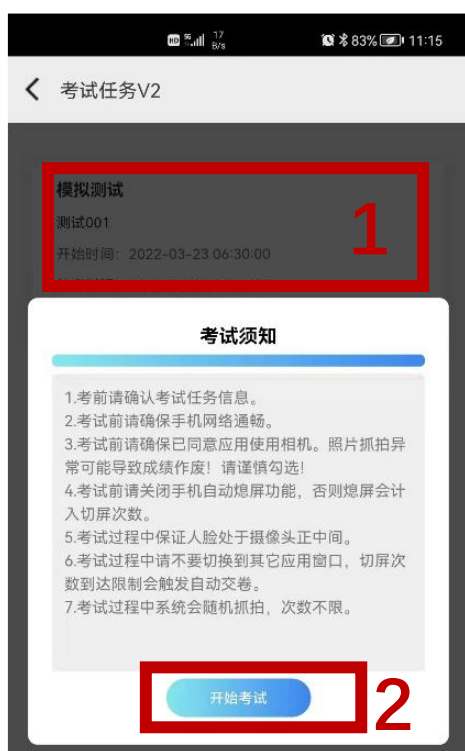 HD 5G 17 B/s 83% 11:15
考试任务V2
模拟测试
测试001
开始时间：2022-03-23 06:30:00
1
考试须知
1.考前请确认考试任务信息。
2.考试前请确保手机网络通畅。
3.考试前请确保已同意应用使用相机。照片抓拍异
常可能导致成绩作废！请谨慎勾选！
4.考试前请关闭手机自动熄屏功能，否则熄屏会计
入切屏次数。
5.考试过程中保证人脸处于摄像头正中间。
6.考试过程中请不要切换到其它应用窗口，切屏次
数到达限制会触发自动交卷。
7.考试过程中系统会随机抓拍，次数不限。
开始考试
2